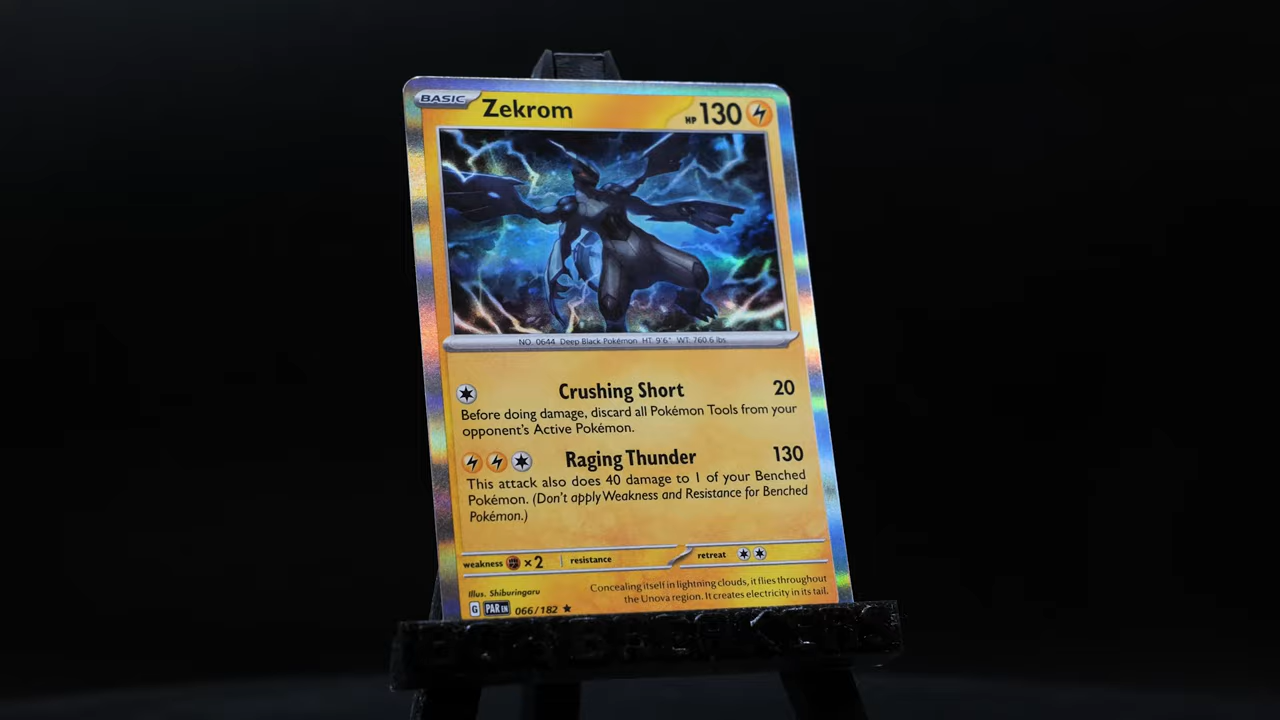 BASIC Zekrom HP 130
NO. 0644 Deep Black Pokémon HT: 9'6" WT: 760.6 lbs
Crushing Short 20
Before doing damage, discard all Pokémon Tools from your
opponent's Active Pokémon.
Raging Thunder 130
This attack also does 40 damage to 1 of your Benched
Pokémon. (Don't apply Weakness and Resistance for Benched
Pokémon.)
weakness ×2 resistance retreat
Illus. Shiburingaru
Concealing itself in lightning clouds, it flies throughout
the Unova region. It creates electricity in its tail.
G PAR EN 066/182 ★